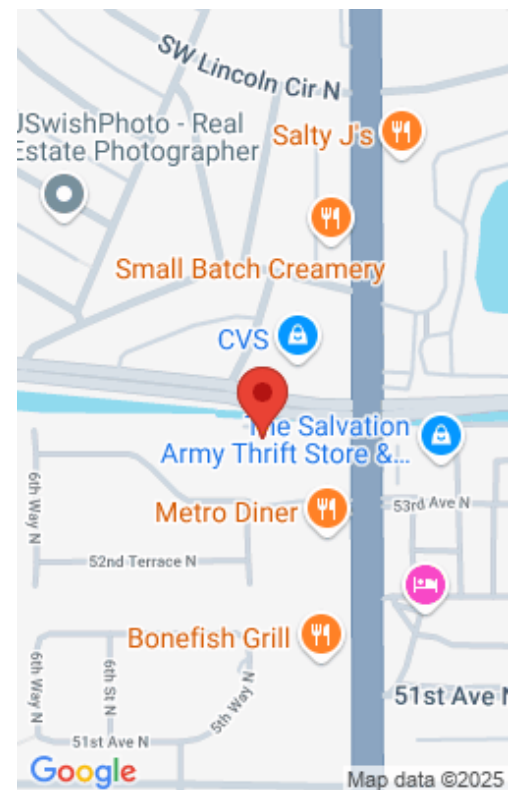 SW Lincoln Cir N
JSwishPhoto - Real
Estate Photographer
Salty J's
Small Batch Creamery
CVS
The Salvation
Army Thrift Store &...
6th Way N
Metro Diner
53rd Ave N
52nd Terrace N
Bonefish Grill
6th Way N
6th St N
5th Way N
51st Ave N
51st Ave N
Google
Map data ©2025